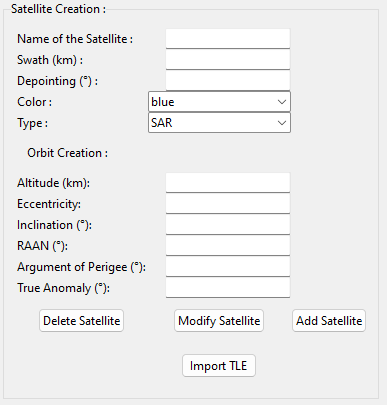 Satellite Creation :
Name of the Satellite :
Swath (km) :
Depointing (°) :
Color : blue
Type : SAR
Orbit Creation :
Altitude (km):
Eccentricity:
Inclination (°):
RAAN (°):
Argument of Perigee (°):
True Anomaly (°):
Delete Satellite Modify Satellite Add Satellite
Import TLE